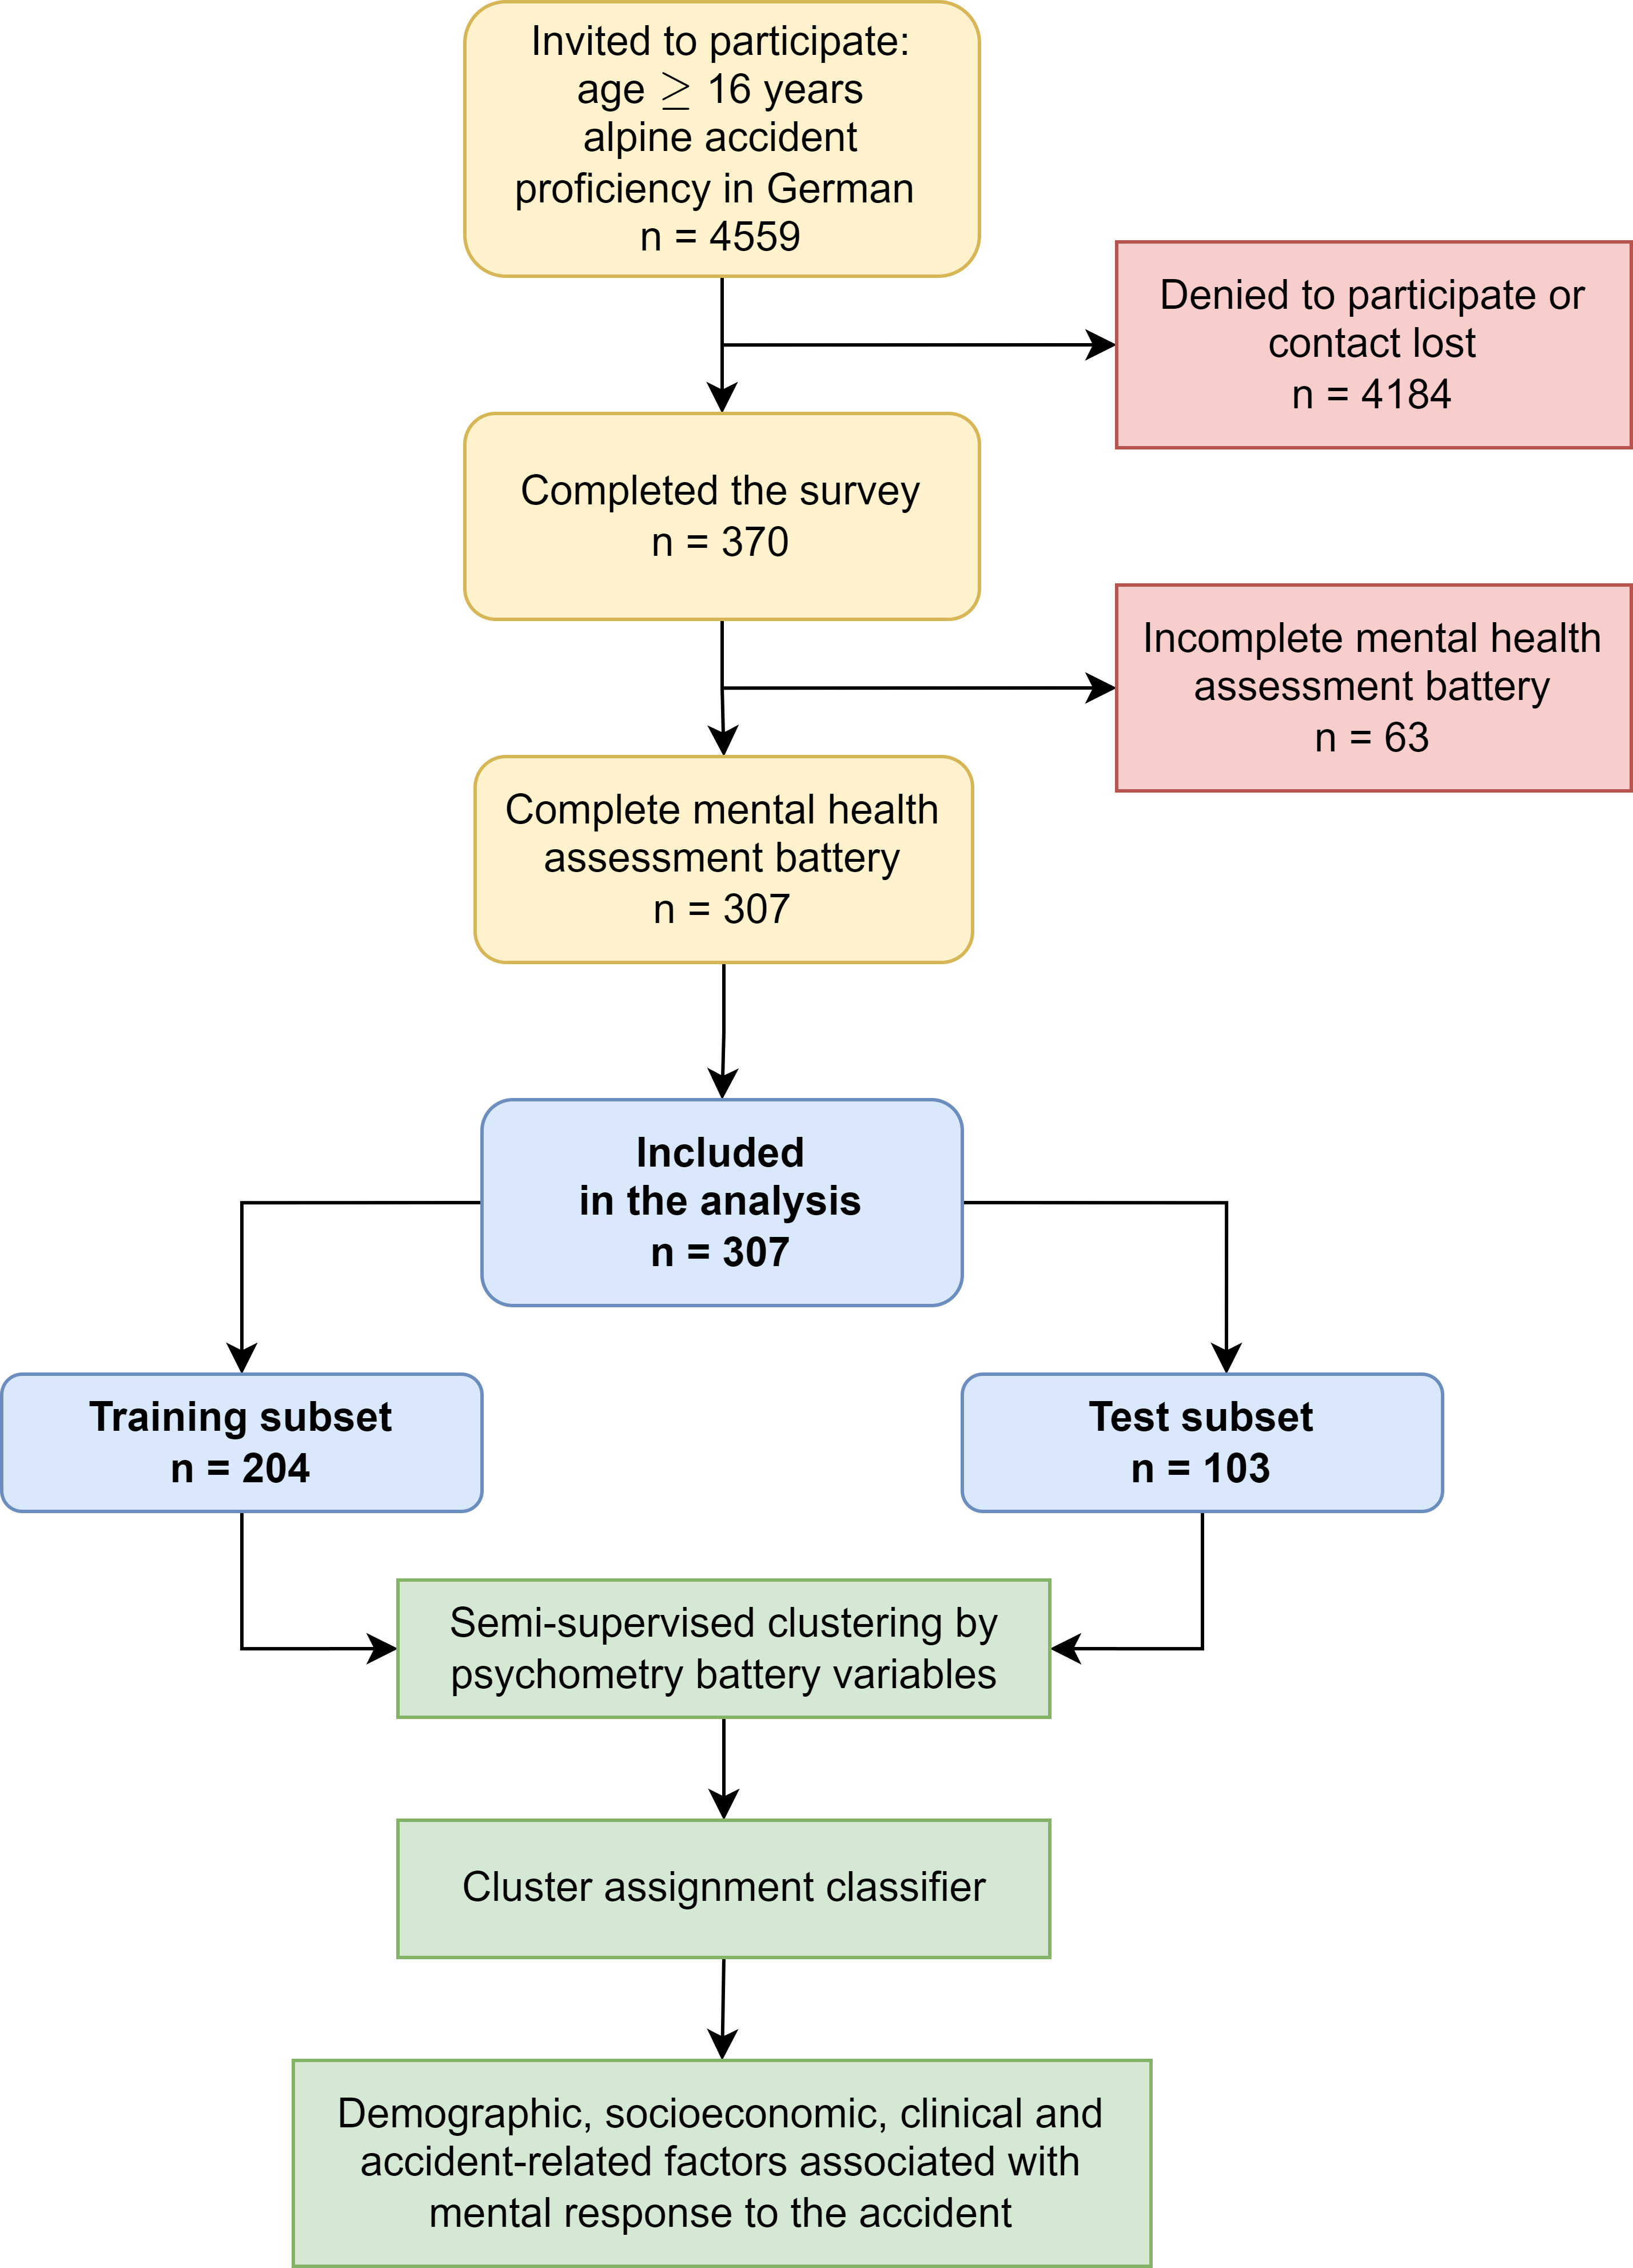 Invited to participate:
age ≥ 16 years
alpine accident
proficiency in German
n = 4559
Denied to participate or
contact lost
n = 4184
Completed the survey
n = 370
Incomplete mental health
assessment battery
n = 63
Complete mental health
assessment battery
n = 307
Included
in the analysis
n = 307
Training subset
n = 204
Test subset
n = 103
Semi-supervised clustering by
psychometry battery variables
Cluster assignment classifier
Demographic, socioeconomic, clinical and
accident-related factors associated with
mental response to the accident